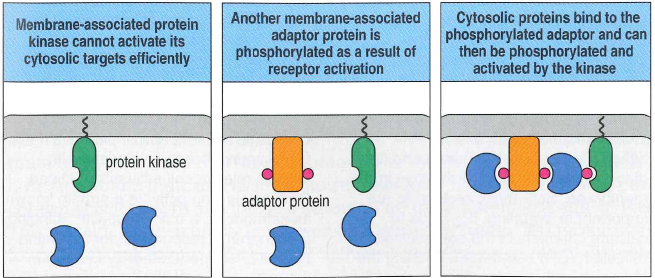 Membrane-associated protein
kinase cannot activate its
cytosolic targets efficiently
protein kinase
Another membrane-associated
adaptor protein is
phosphorylated as a result of
receptor activation
adaptor protein
Cytosolic proteins bind to the
phosphorylated adaptor and can
then be phosphorylated and
activated by the kinase